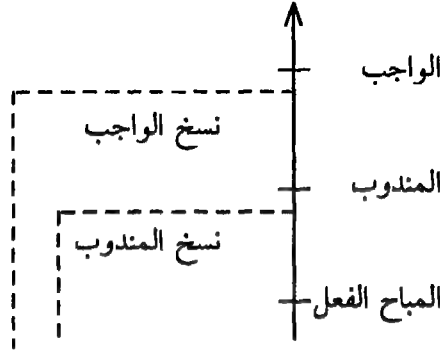 الواجب
نسخ الواجب
المندوب
نسخ المندوب
المباح الفعل